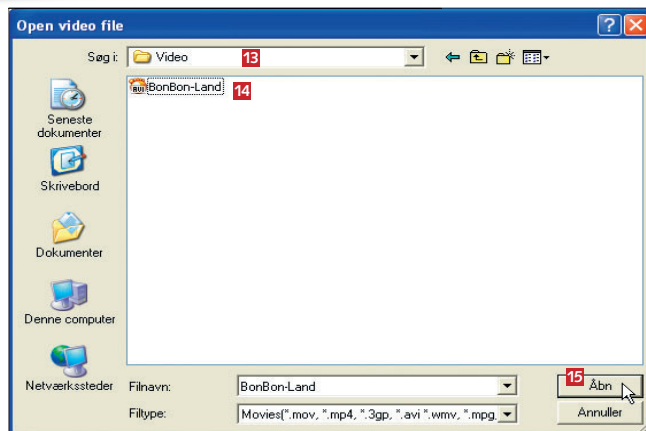 Open video file
Søg i: Video 13
AVI BonBon-Land 14
Seneste
dokumenter
Skrivebord
Dokumenter
Denne computer
Netværkssteder
Filnavn: BonBon-Land 15 Åbn
Filtype: Movies(*.mov, *.mp4, *.3gp, *.avi *.wmv, *.mpg, Annuller